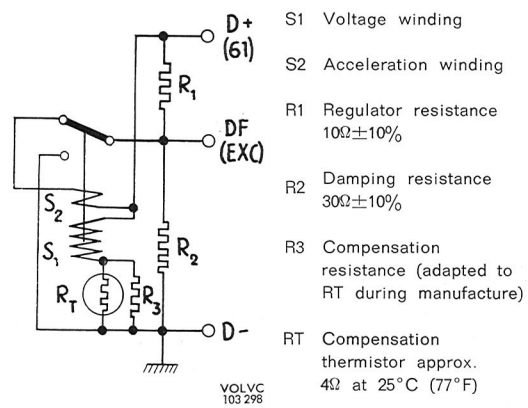 D+
(61)
R1
DF
(EXC)
S2
S1
R2
RT
R3
D-
VOLVC
103 298
S1 Voltage winding
S2 Acceleration winding
R1 Regulator resistance
10Ω±10%
R2 Damping resistance
30Ω±10%
R3 Compensation
resistance (adapted to
RT during manufacture)
RT Compensation
thermistor approx.
4Ω at 25°C (77°F)